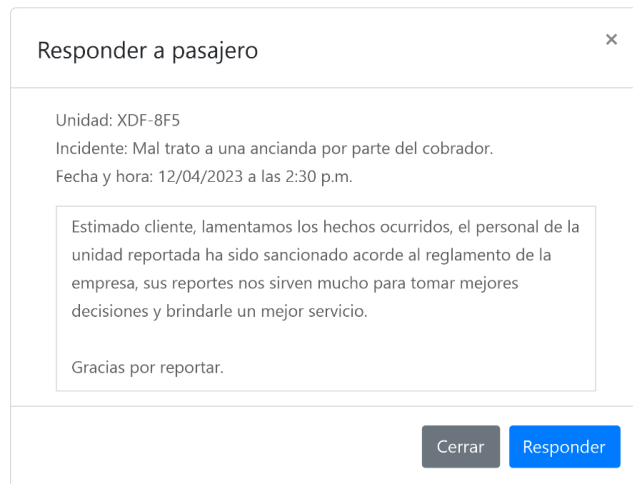 Responder a pasajero
×
Unidad: XDF-8F5
Incidente: Mal trato a una ancianda por parte del cobrador.
Fecha y hora: 12/04/2023 a las 2:30 p.m.
Estimado cliente, lamentamos los hechos ocurridos, el personal de la
unidad reportada ha sido sancionado acorde al reglamento de la
empresa, sus reportes nos sirven mucho para tomar mejores
decisiones y brindarle un mejor servicio.
Gracias por reportar.
Cerrar
Responder